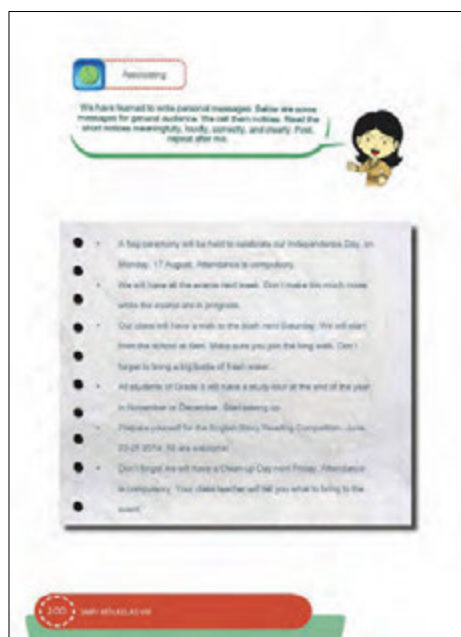 Associating
We have learned to write personal messages. Below are some
messages for general audience. We call them notices. Read the
short notices meaningfully, loudly, correctly, and clearly. First,
repeat after me.
• A flag ceremony will be held to celebrate our Independence Day, on
Monday, 17 August. Attendance is compulsory.
• We will have all the exams next week. Don't make too much noise
while the exams are in progress.
• Our class will have a walk to the bush next Saturday. We will start
from the school at 6am. Make sure you join the long walk. Don't
forget to bring a big bottle of fresh water.
• All students of Grade 8 will have a study tour at the end of the year
in November or December. Start saving up.
• Prepare yourself for the English Story Reading Competition, June,
23-25 2014. All are welcome!
• Don't forget we will have a Clean-up Day next Friday. Attendance
is compulsory. Your class teacher will tell you what to bring to the
event.
100 SMP/ MTs KELAS VIII